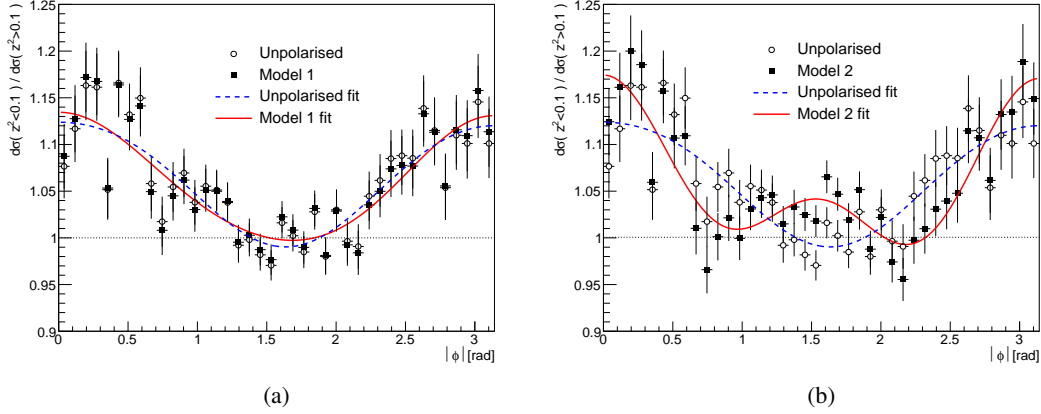 1.25
1.2
1.15
1.1
1.05
1
0.95
0.9
dσ( z²<0.1) / dσ( z²>0.1)
Unpolarised
Model 1
Unpolarised fit
Model 1 fit
0 0.5 1 1.5 2 2.5 3
|ϕ| [rad]
(a)
1.25
1.2
1.15
1.1
1.05
1
0.95
0.9
dσ( z²<0.1) / dσ( z²>0.1)
Unpolarised
Model 2
Unpolarised fit
Model 2 fit
0 0.5 1 1.5 2 2.5 3
|ϕ| [rad]
(b)